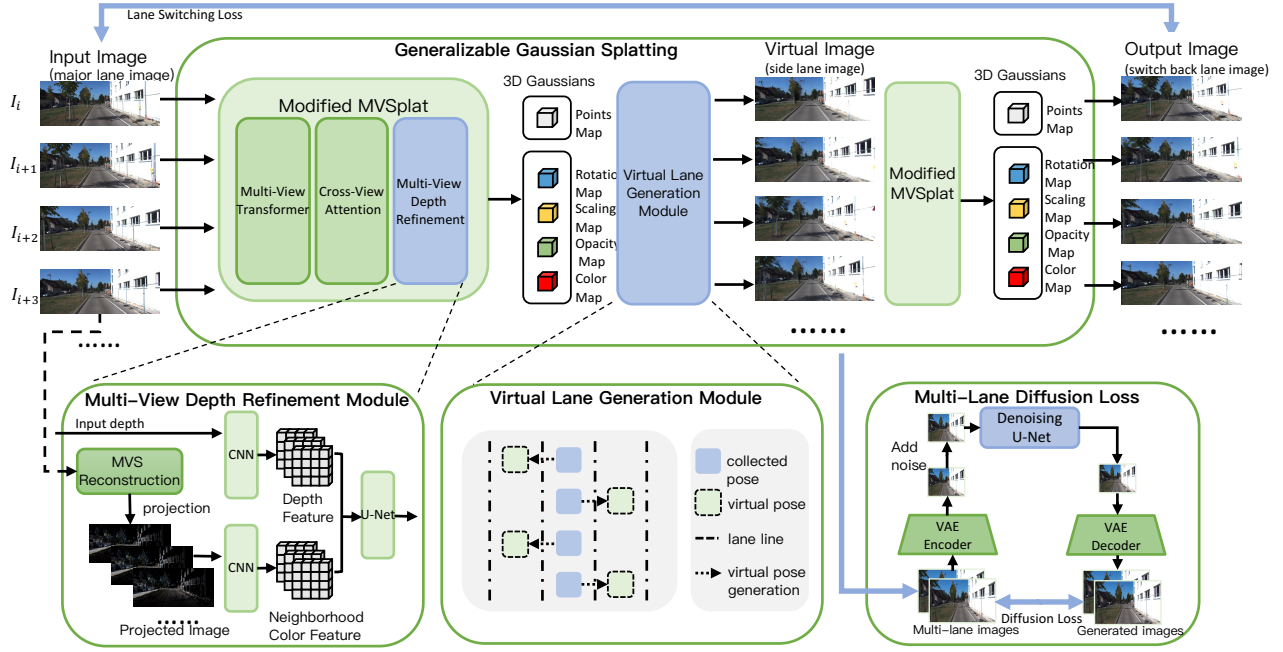 Lane Switching Loss
Input Image
(major lane image)
Generalizable Gaussian Splatting
Virtual Image
(side lane image)
Output Image
(switch back lane image)
I_i
I_{i+1}
I_{i+2}
I_{i+3}
......
Modified MVSplat
Multi-View
Transformer
Cross-View
Attention
Multi-View
Depth
Refinement
3D Gaussians
Points
Map
Rotation
Map
Scaling
Map
Opacity
Map
Color
Map
Virtual Lane
Generation
Module
......
Modified
MVSplat
3D Gaussians
Points
Map
Rotation
Map
Scaling
Map
Opacity
Map
Color
Map
......
Multi-View Depth Refinement Module
Input depth
MVS
Reconstruction
projection
CNN
Depth
Feature
U-Net
CNN
Neighborhood
Color Feature
......
Projected Image
Virtual Lane Generation Module
collected
pose
virtual pose
lane line
virtual pose
generation
Multi-Lane Diffusion Loss
Denoising
U-Net
Add
noise
VAE
Encoder
VAE
Decoder
Diffusion Loss
Multi-lane images
Generated images